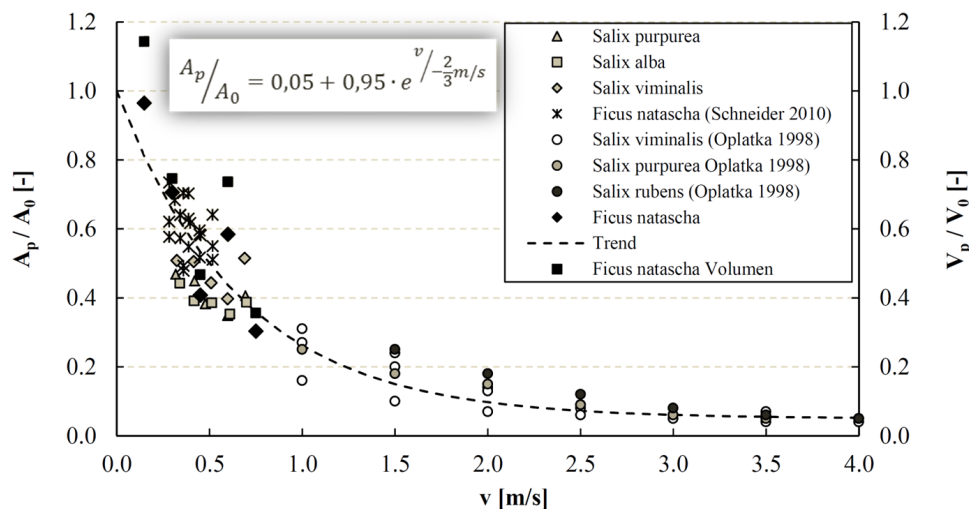 1.2
1.0
0.8
0.6
0.4
0.2
0.0
A_p / A_0 [-]
A_p/A_0 = 0,05 + 0,95 · e^{v/-\frac{2}{3}m/s}
Salix purpurea
Salix alba
Salix viminalis
Ficus natascha (Schneider 2010)
Salix viminalis (Oplatka 1998)
Salix purpurea Oplatka 1998)
Salix rubens (Oplatka 1998)
Ficus natascha
Trend
Ficus natascha Volumen
1.2
1.0
0.8
0.6
0.4
0.2
0.0
V_p / V_0 [-]
0.0 0.5 1.0 1.5 2.0 2.5 3.0 3.5 4.0
v [m/s]